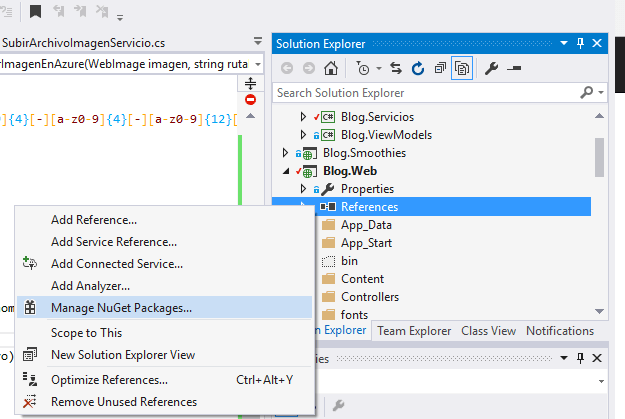 SubirArchivoImagenServicio.cs
rImagenEnAzure(WebImage imagen, string ruta
]{4}[-][a-z0-9]{4}[-][a-z0-9]{12}[
Solution Explorer
Search Solution Explorer
Blog.Servicios
Blog.ViewModels
Blog.Smoothies
Blog.Web
Properties
References
App_Data
App_Start
bin
Content
Controllers
fonts
n Explorer Team Explorer Class View Notifications
ies
Add Reference...
Add Service Reference...
Add Connected Service...
Add Analyzer...
Manage NuGet Packages...
Scope to This
New Solution Explorer View
Optimize References... Ctrl+Alt+Y
Remove Unused References
om
ro)